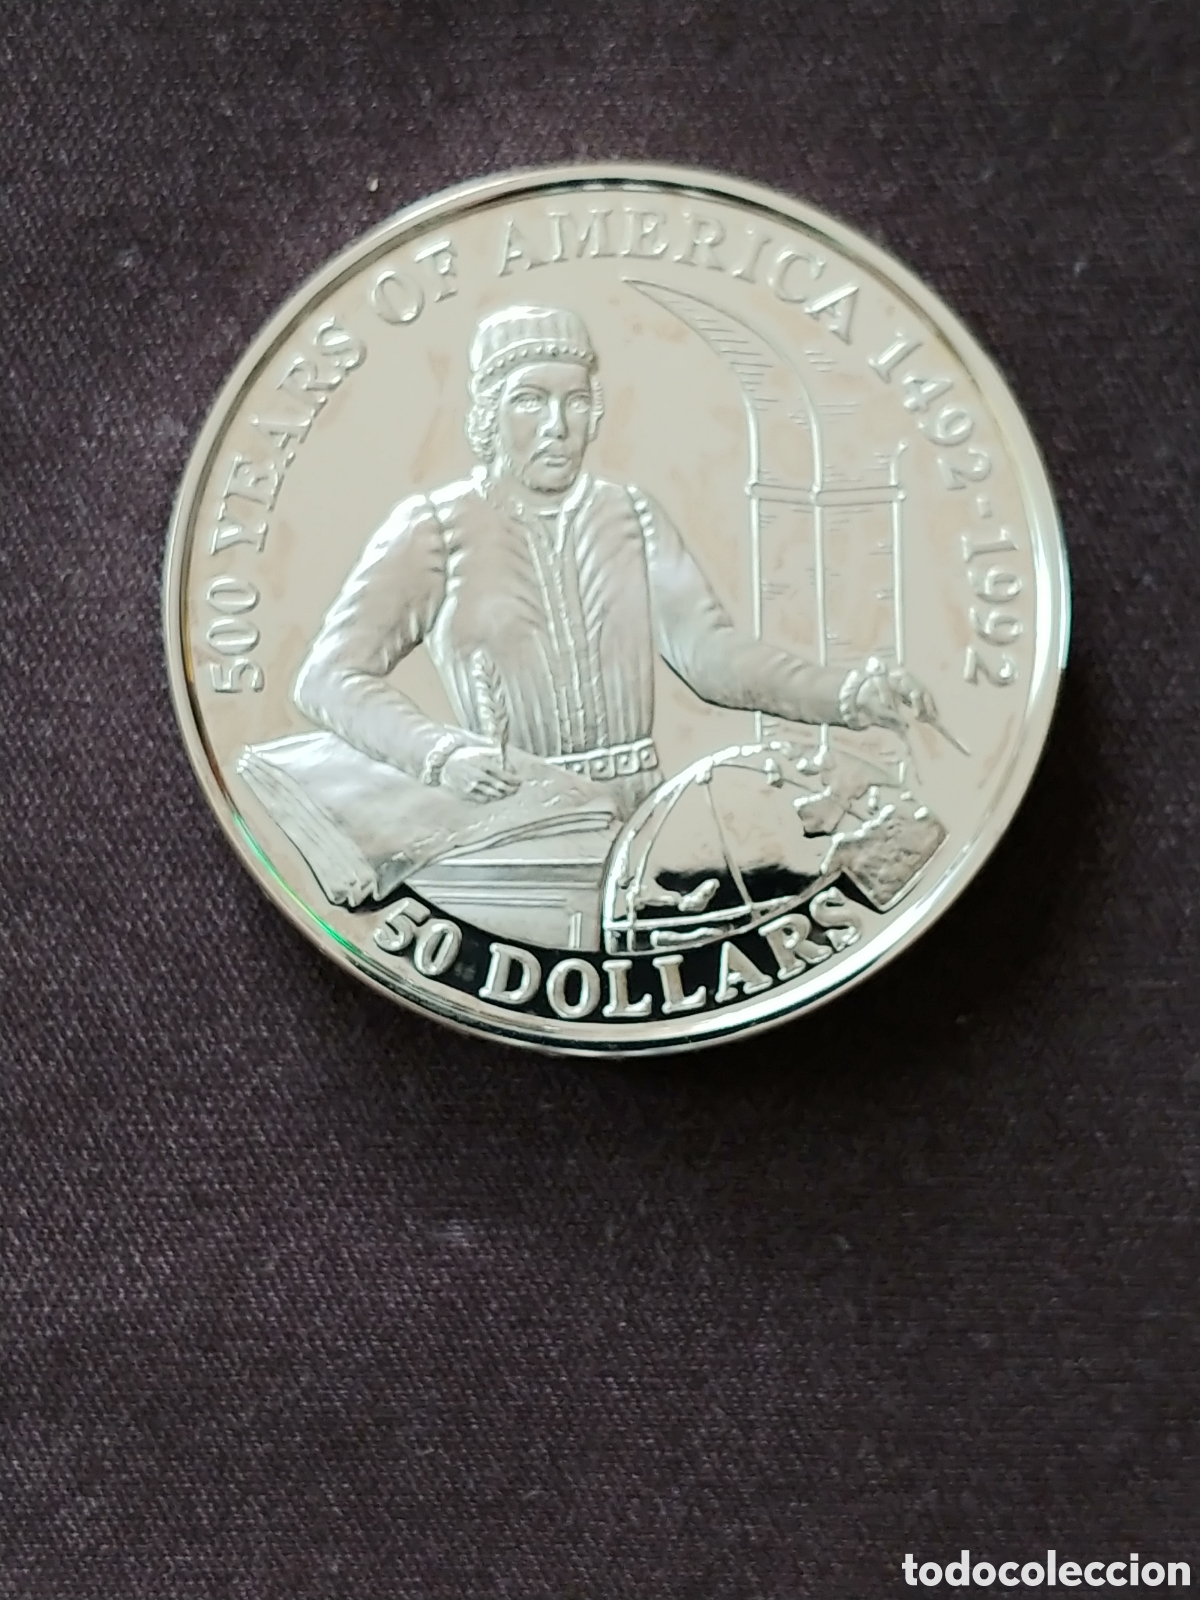 500 YEARS OF AMERICA 1492-1992
50 DOLLARS
todocoleccion